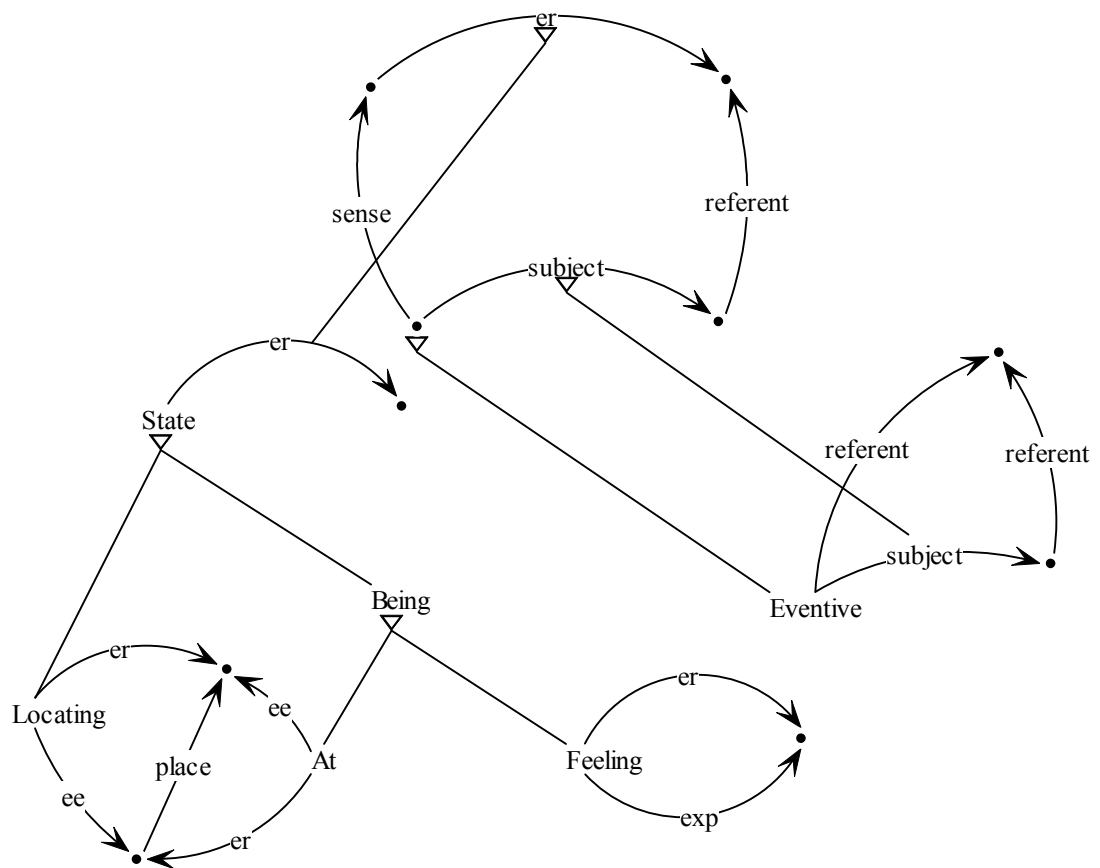 er
sense
referent
subject
er
State
referent
referent
subject
Being
Eventive
er
Locating
ee
er
place
At
Feeling
ee
exp
er